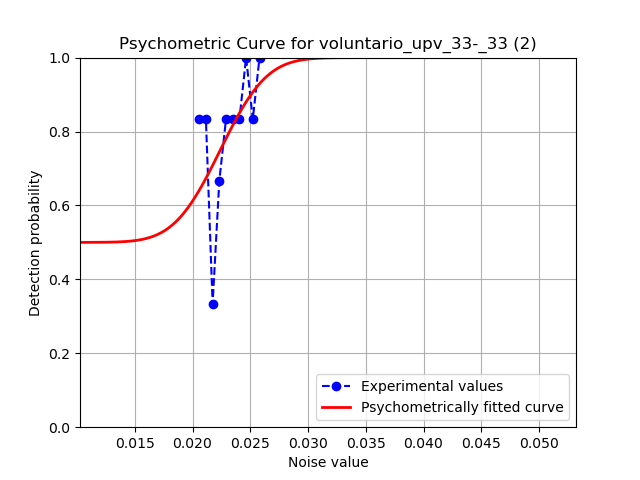 Psychometric Curve for voluntario_upv_33-_33 (2)
Detection probability
1.0
0.8
0.6
0.4
0.2
0.0
0.015 0.020 0.025 0.030 0.035 0.040 0.045 0.050
Noise value
Experimental values
Psychometrically fitted curve